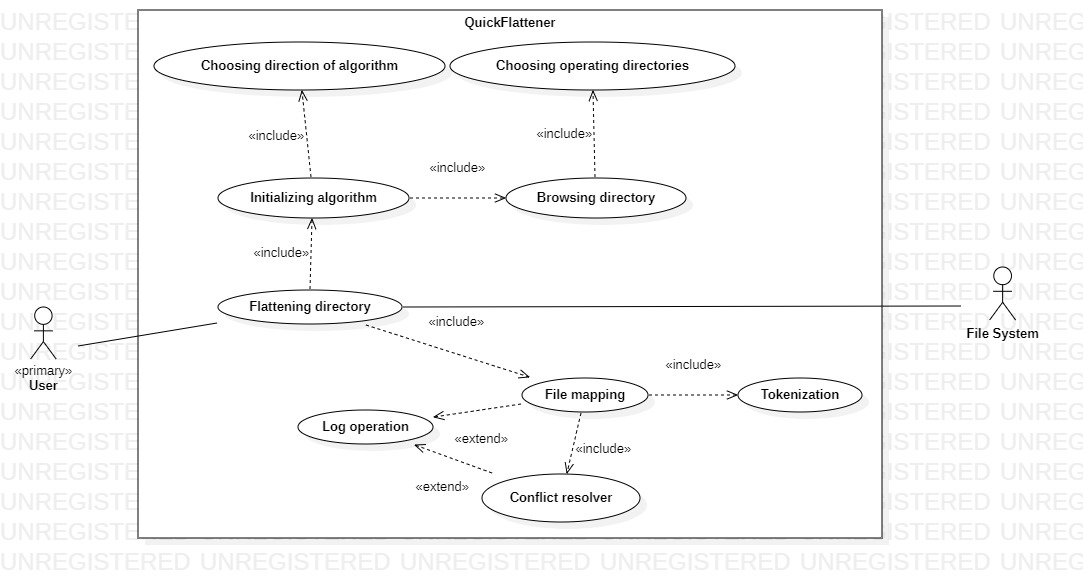 QuickFlattener
Choosing direction of algorithm
Choosing operating directories
«include»
«include»
«include»
Initializing algorithm
Browsing directory
«include»
Flattening directory
«include»
File System
«primary»
User
«include»
File mapping
Tokenization
Log operation
«extend»
«include»
«extend»
Conflict resolver
UNREGISTERED UNREGISTERED UNREGISTERED UNREGISTERED UNREGISTERED UNREG